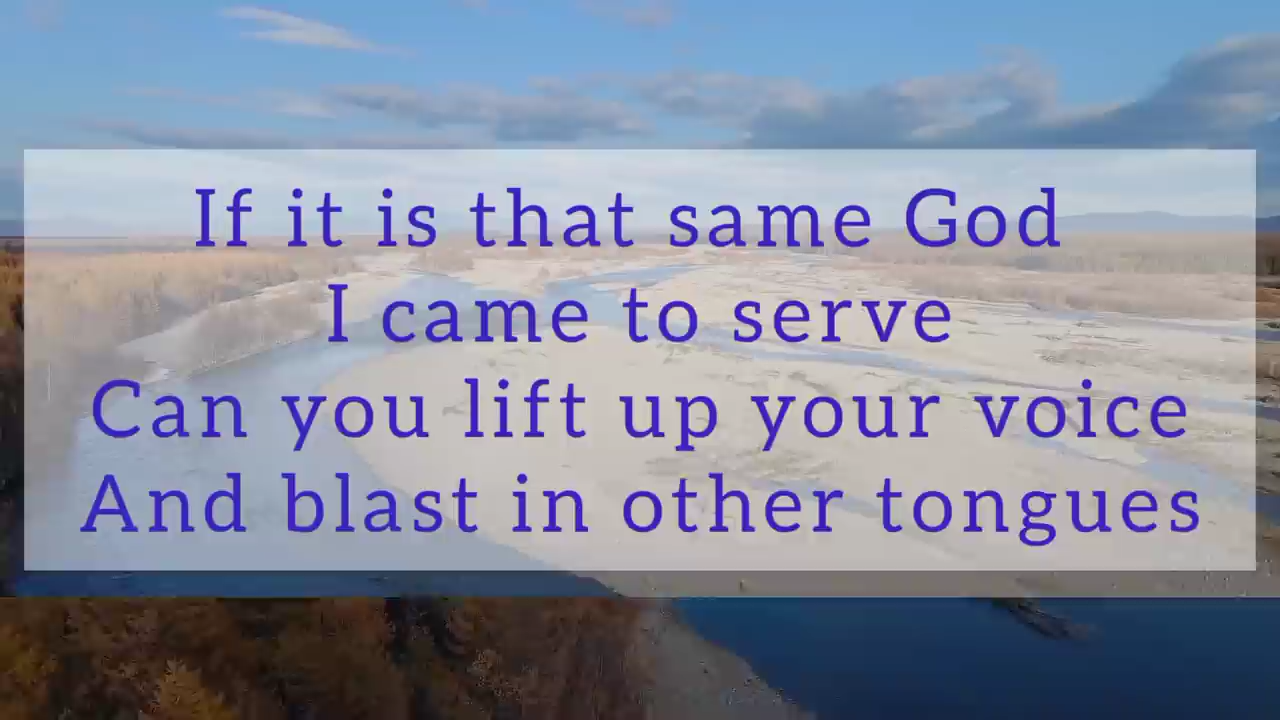 If it is that same God
I came to serve
Can you lift up your voice
And blast in other tongues